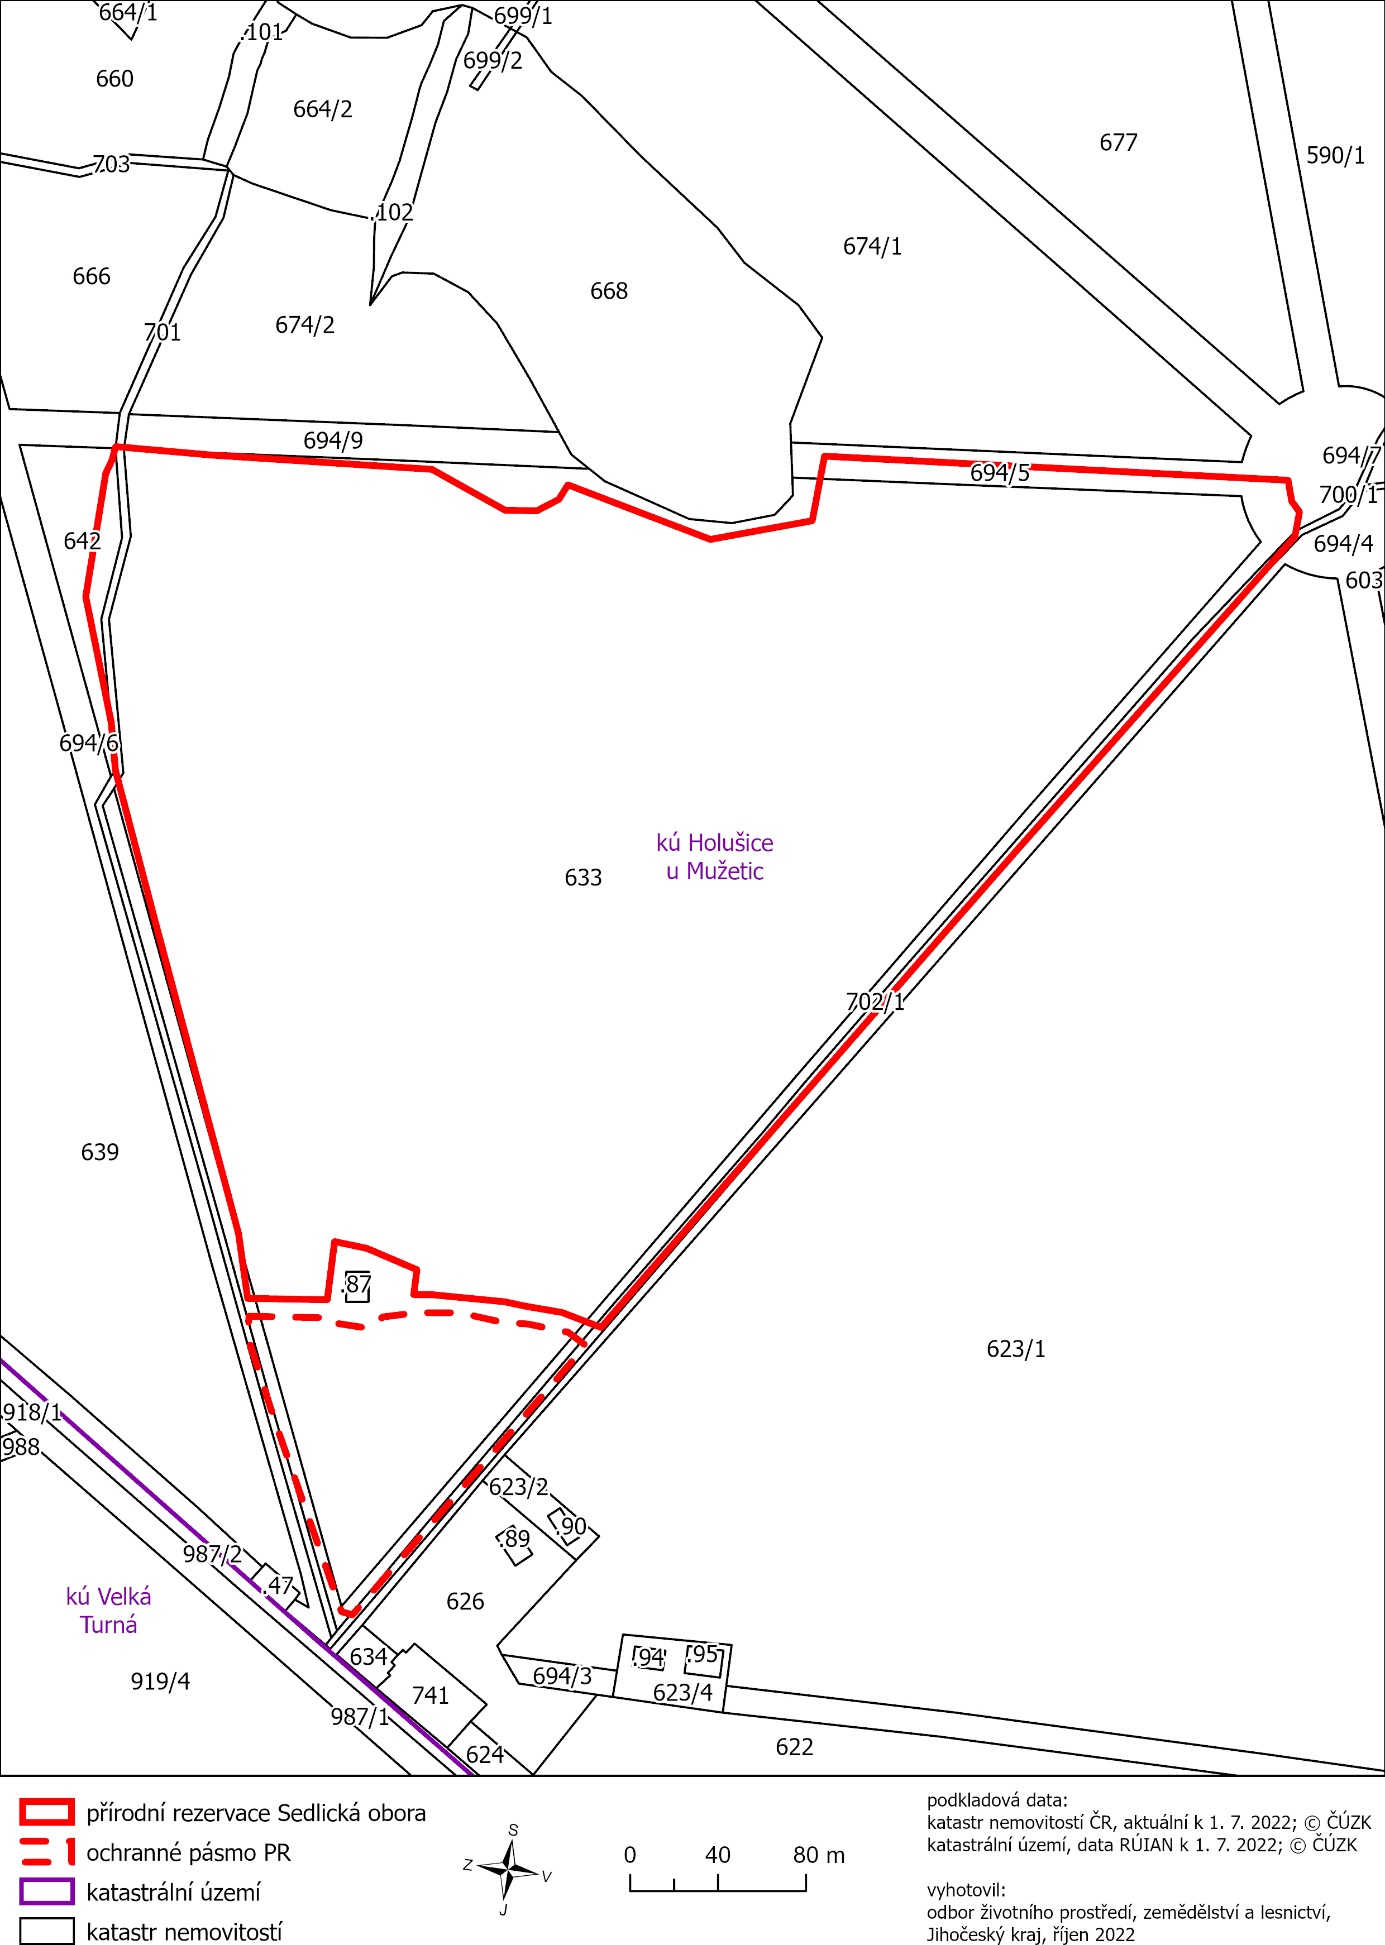 664/1
.101
699/1
660
699/2
664/2
677
590/1
703
.102
674/1
666
668
674/2
701
694/9
694/7
694/5
700/1
642
694/4
603
694/6
kú Holušice
u Mužetic
633
702/1
639
.87
623/1
918/1
988
623/2
.90
.89
987/2
.47
kú Velká
Turná
626
634
.94
.95
694/3
919/4
741
623/4
987/1
624
622
přírodní rezervace Sedlická obora
ochranné pásmo PR
katastrální území
katastr nemovitostí
S
Z
V
J
0 40 80 m
podkladová data:
katastr nemovitostí ČR, aktuální k 1. 7. 2022; © ČÚZK
katastrální území, data RÚIAN k 1. 7. 2022; © ČÚZK
vyhotovil:
odbor životního prostředí, zemědělství a lesnictví,
Jihočeský kraj, říjen 2022